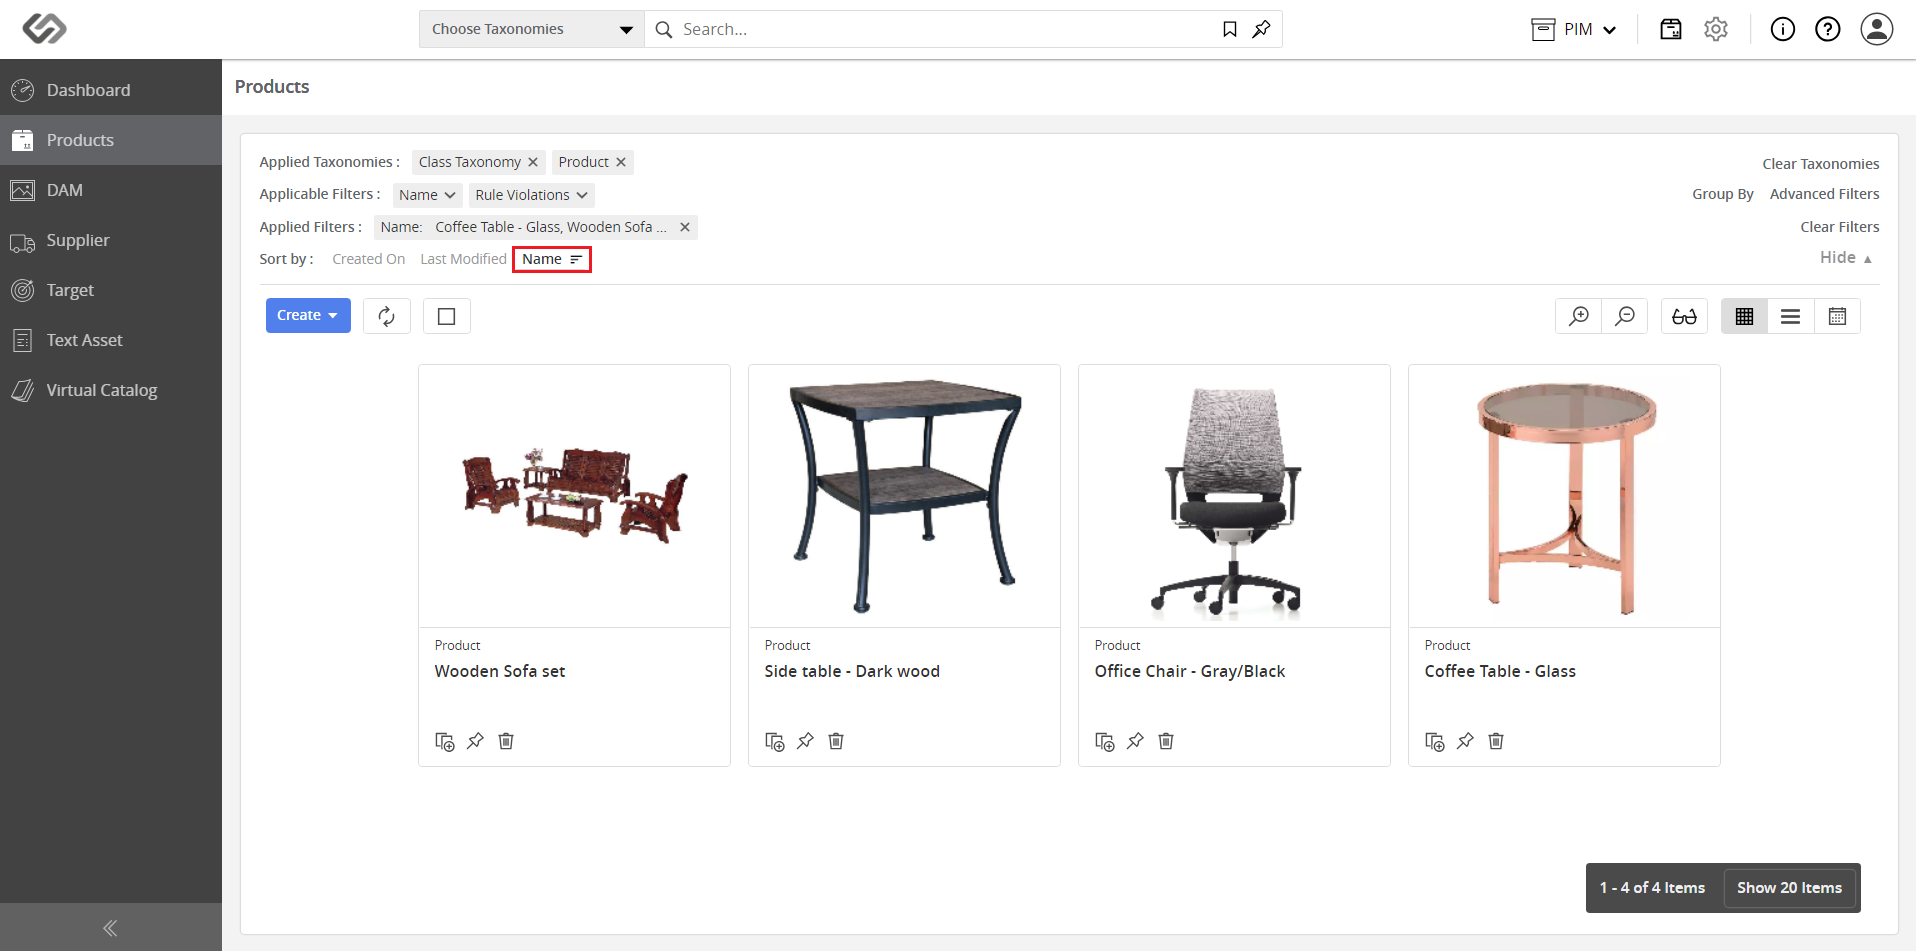 Choose Taxonomies
Search...
PIM
Dashboard
Products
DAM
Supplier
Target
Text Asset
Virtual Catalog
Products
Applied Taxonomies : Class Taxonomy Product Clear Taxonomies
Applicable Filters : Name Rule Violations Group By Advanced Filters
Applied Filters : Name: Coffee Table - Glass, Wooden Sofa ... Clear Filters
Sort by : Created On Last Modified Name Hide
Create
Product
Wooden Sofa set
Product
Side table - Dark wood
Product
Office Chair - Gray/Black
Product
Coffee Table - Glass
1 - 4 of 4 Items Show 20 Items